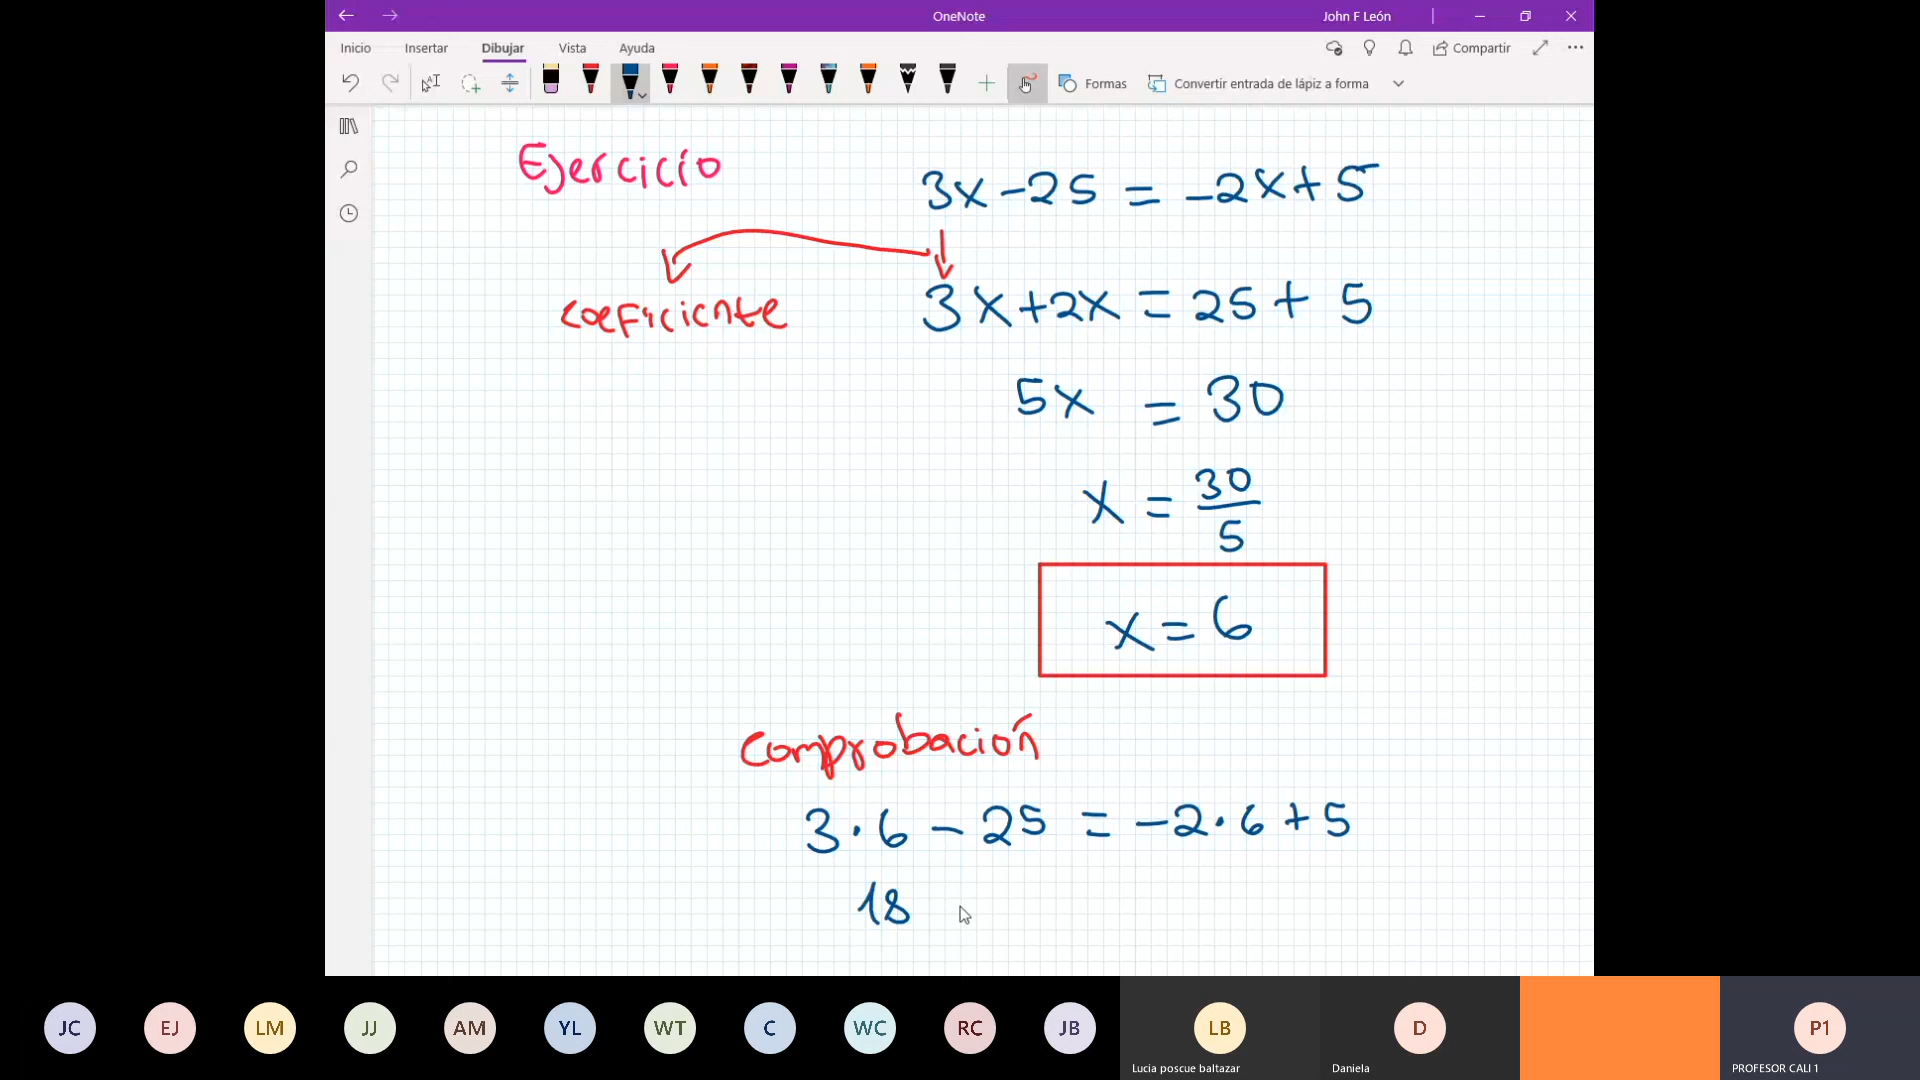 OneNote
John F León
Inicio Insertar Dibujar Vista Ayuda Compartir
Formas Convertir entrada de lápiz a forma
Ejercicio
3x - 25 = -2x + 5
coeficiente
3x + 2x = 25 + 5
5x = 30
x = 30/5
x = 6
Comprobación
3 · 6 - 25 = -2 · 6 + 5
18
JC EJ LM JJ AM YL WT C WC RC JB LB D P1
Lucia poscue baltazar
Daniela
PROFESOR CALI 1